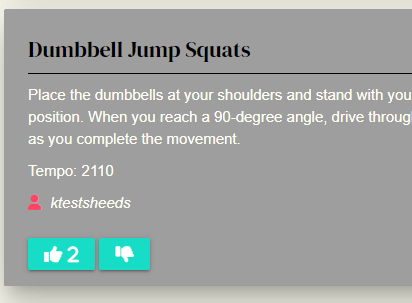 Dumbbell Jump Squats
Place the dumbbells at your shoulders and stand with you
position. When you reach a 90-degree angle, drive throug
as you complete the movement.
Tempo: 2110
ktestsheeds
2